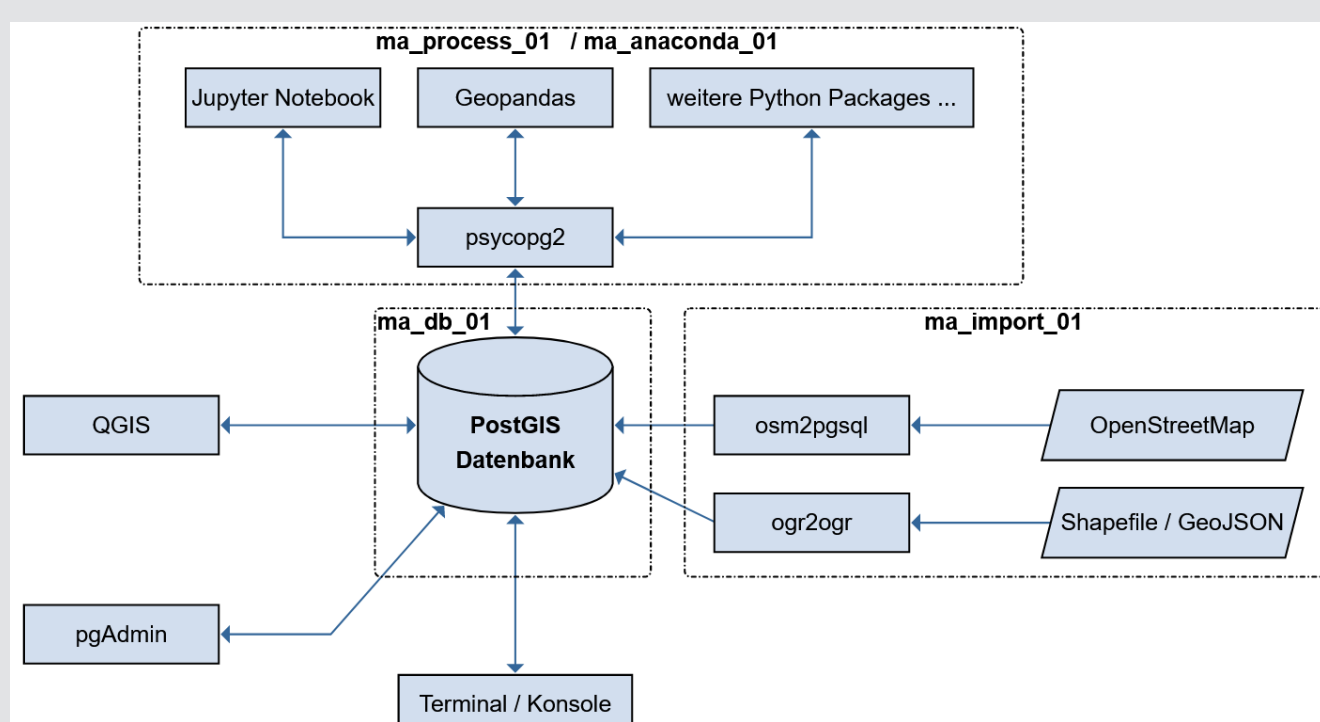 ma_process_01 / ma_anaconda_01
Jupyter Notebook
Geopandas
weitere Python Packages ...
psycopg2
ma_db_01
ma_import_01
QGIS
PostGIS
Datenbank
osm2pgsql
OpenStreetMap
ogr2ogr
Shapefile / GeoJSON
pgAdmin
Terminal / Konsole